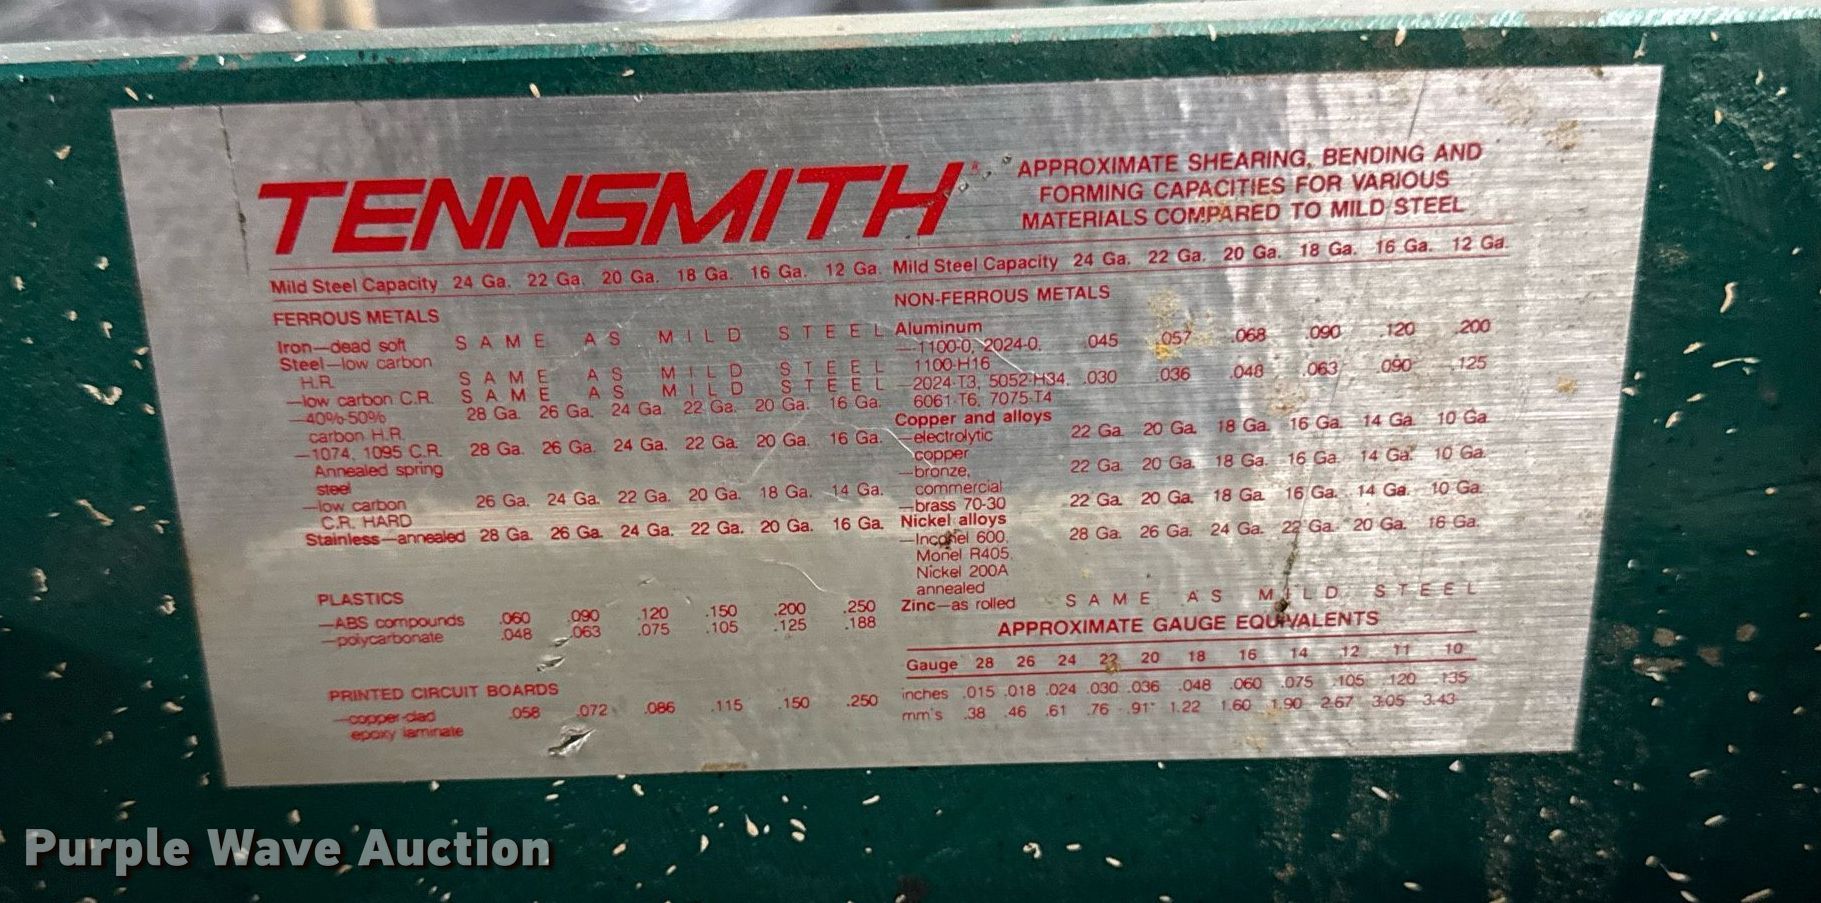 TENNSMITH
APPROXIMATE SHEARING, BENDING AND
FORMING CAPACITIES FOR VARIOUS
MATERIALS COMPARED TO MILD STEEL
Mild Steel Capacity 24 Ga. 22 Ga. 20 Ga. 18 Ga. 16 Ga. 12 Ga.
FERROUS METALS
Iron—dead soft SAME AS MILD STEEL
Steel—low carbon
H.R. SAME AS MILD STEEL
—low carbon C.R. SAME AS MILD STEEL
—40%-50% 28 Ga. 26 Ga. 24 Ga. 22 Ga. 20 Ga. 16 Ga.
carbon H.R.
—1074, 1095 C.R. 28 Ga. 26 Ga. 24 Ga. 22 Ga. 20 Ga. 16 Ga.
Annealed spring
steel
—low carbon 26 Ga. 24 Ga. 22 Ga. 20 Ga. 18 Ga. 14 Ga.
C.R. HARD
Stainless—annealed 28 Ga. 26 Ga. 24 Ga. 22 Ga. 20 Ga. 16 Ga.
PLASTICS
—ABS compounds .060 .090 .120 .150 .200 .250
—polycarbonate .048 .063 .075 .105 .125 .188
PRINTED CIRCUIT BOARDS
—copper-clad .058 .072 .086 .115 .150 .250
epoxy laminate
Mild Steel Capacity 24 Ga. 22 Ga. 20 Ga. 18 Ga. 16 Ga. 12 Ga.
NON-FERROUS METALS
Aluminum
—1100-0, 2024-0, .045 .057 .068 .090 .120 .200
1100-H16
—2024-T3, 5052-H34, .030 .036 .048 .063 .090 .125
6061-T6, 7075-T4
Copper and alloys
—electrolytic 22 Ga. 20 Ga. 18 Ga. 16 Ga. 14 Ga. 10 Ga.
copper
—bronze, 22 Ga. 20 Ga. 18 Ga. 16 Ga. 14 Ga. 10 Ga.
commercial
—brass 70-30 22 Ga. 20 Ga. 18 Ga. 16 Ga. 14 Ga. 10 Ga.
Nickel alloys
—Inconel 600, 28 Ga. 26 Ga. 24 Ga. 22 Ga. 20 Ga. 16 Ga.
Monel R405,
Nickel 200A
annealed
Zinc—as rolled SAME AS MILD STEEL
APPROXIMATE GAUGE EQUIVALENTS
Gauge 28 26 24 22 20 18 16 14 12 11 10
inches .015 .018 .024 .030 .036 .048 .060 .075 .105 .120 .135
mm's .38 .46 .61 .76 .91 1.22 1.60 1.90 2.67 3.05 3.43
Purple Wave Auction